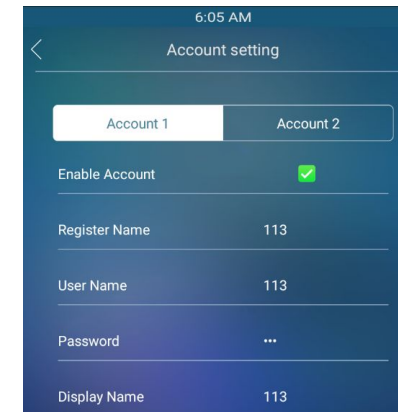 6:05 AM
Account setting
Account 1 Account 2
Enable Account
Register Name 113
User Name 113
Password •••
Display Name 113